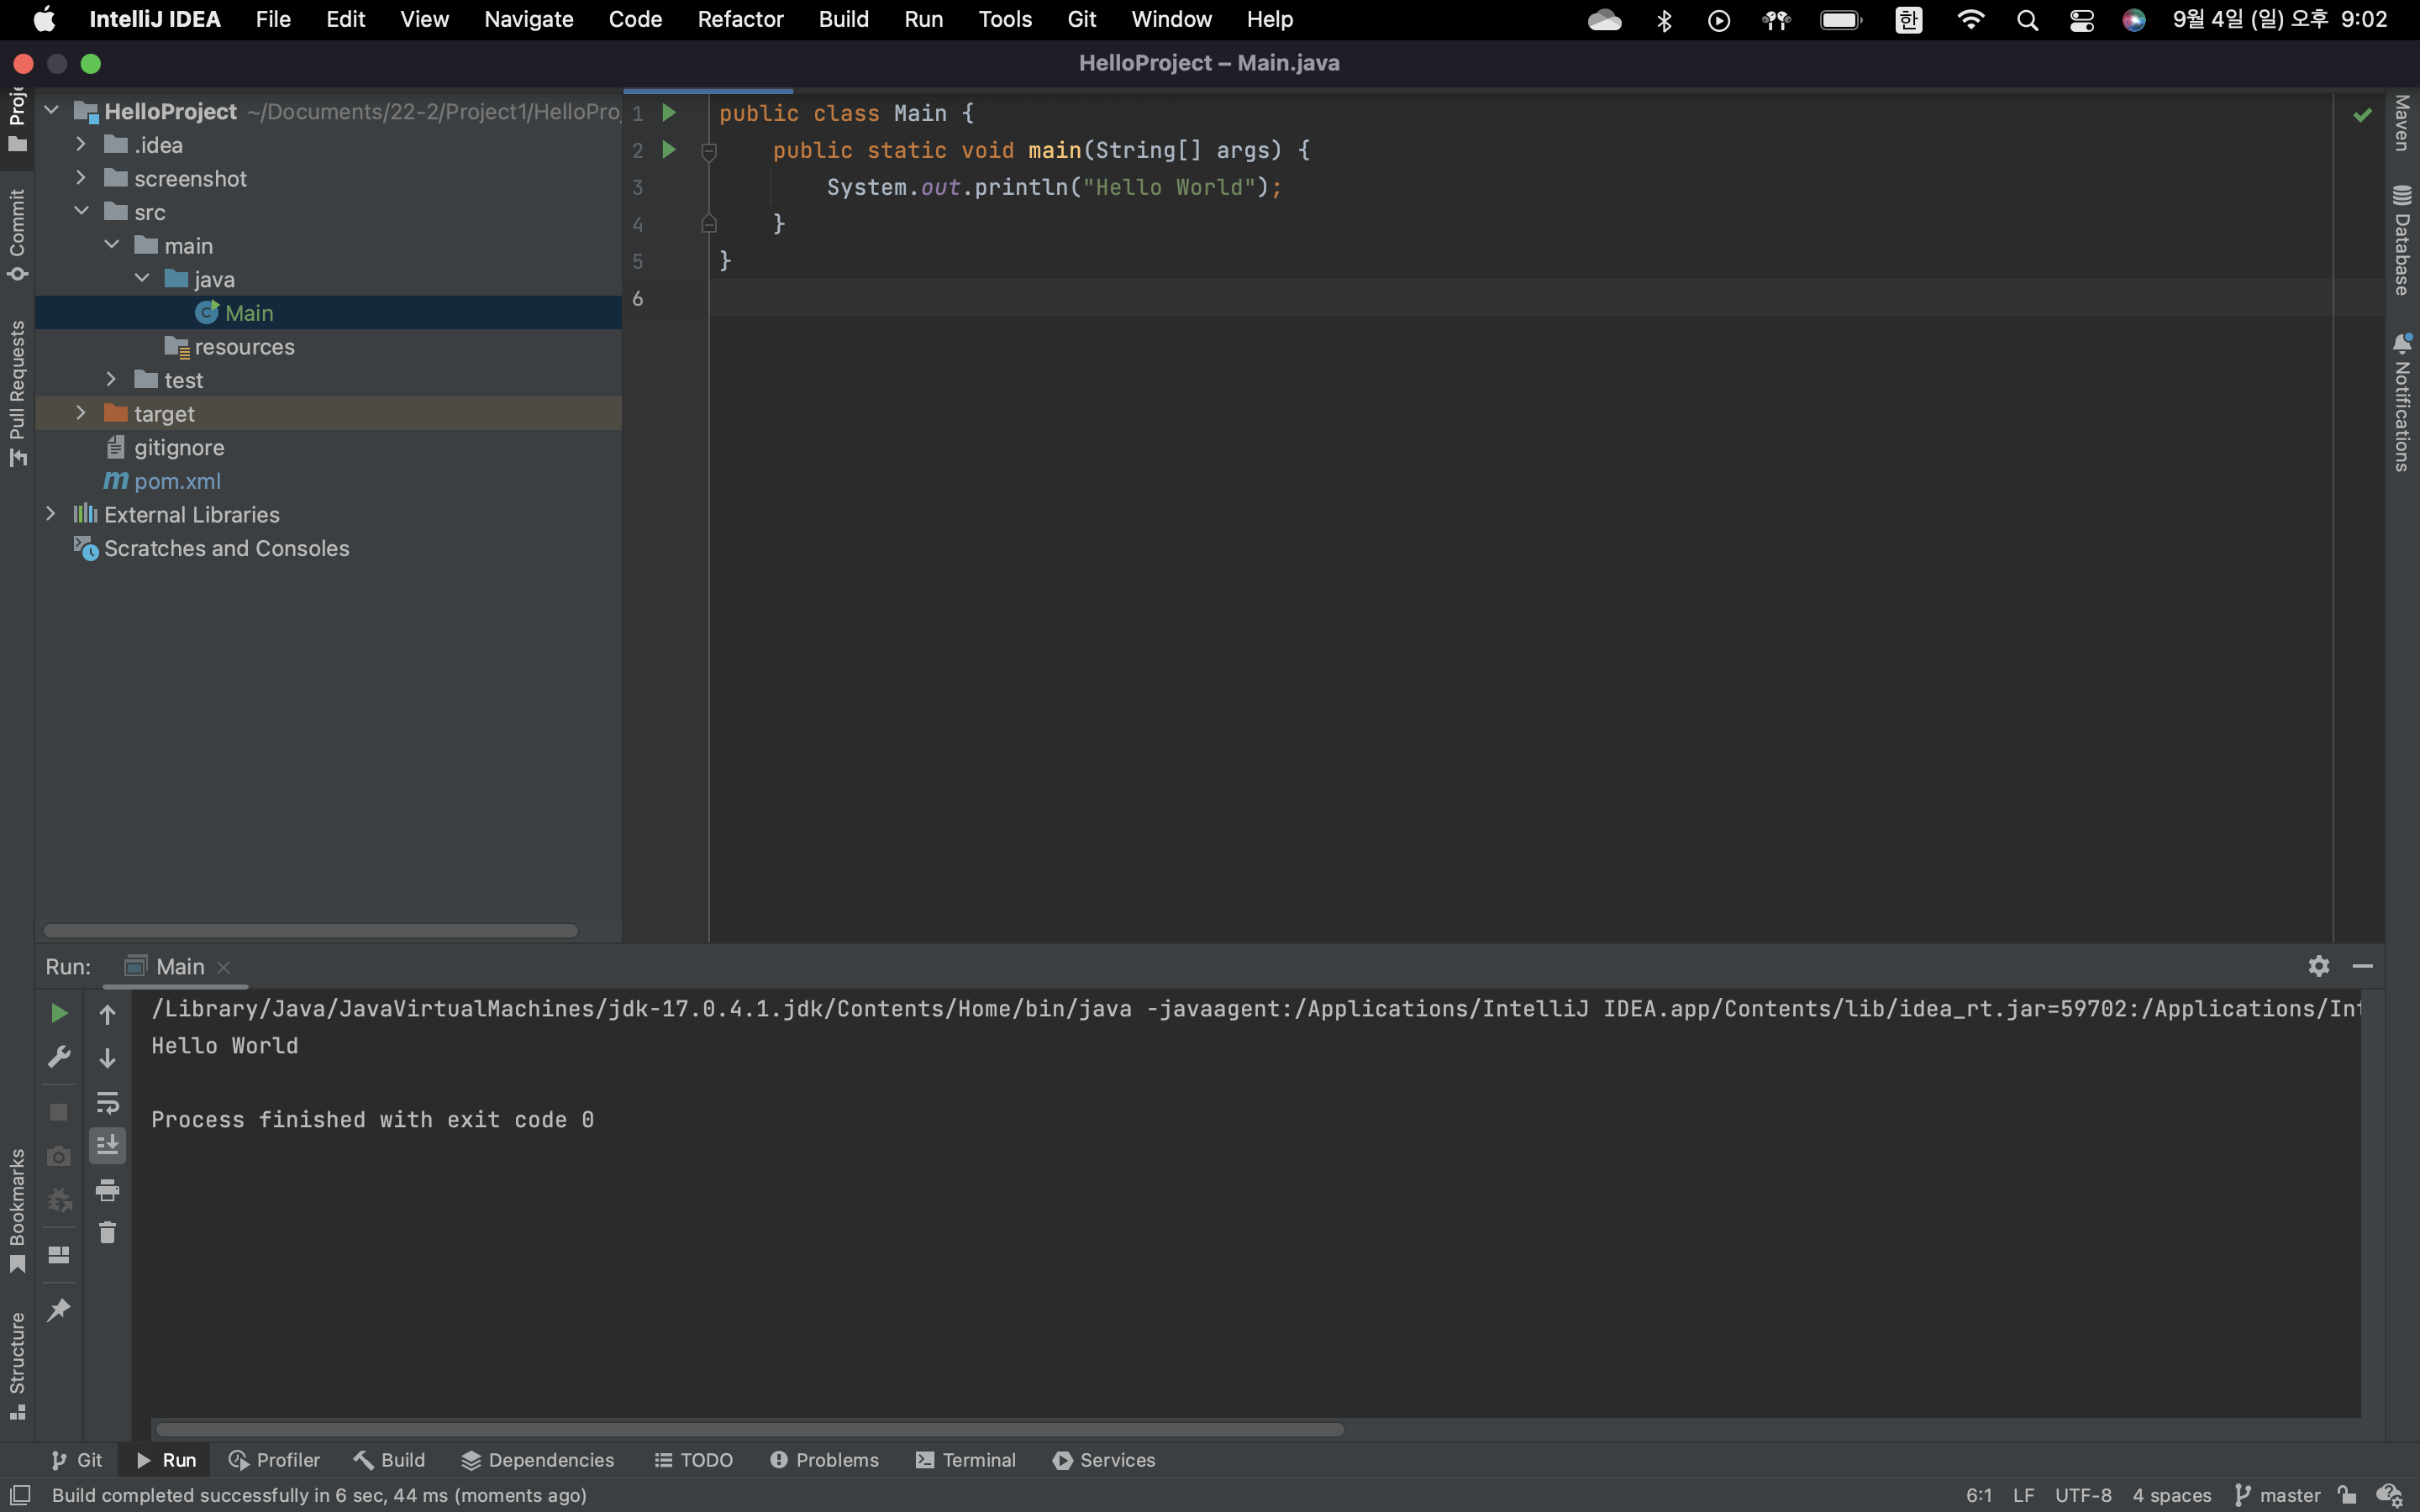 IntelliJ IDEA File Edit View Navigate Code Refactor Build Run Tools Git Window Help 한 9월 4일 (일) 오후 9:02
HelloProject – Main.java
Commit
Pull Requests
Bookmarks
Structure
HelloProject ~/Documents/22-2/Project1/HelloPro
.idea
screenshot
src
main
java
Main
resources
test
target
gitignore
pom.xml
External Libraries
Scratches and Consoles
1 public class Main {
2 public static void main(String[] args) {
3 System.out.println("Hello World");
4 }
5 }
6
Maven
Database
Notifications
Run: Main
/Library/Java/JavaVirtualMachines/jdk-17.0.4.1.jdk/Contents/Home/bin/java -javaagent:/Applications/IntelliJ IDEA.app/Contents/lib/idea_rt.jar=59702:/Applications/Int
Hello World
Process finished with exit code 0
Git Run Profiler Build Dependencies TODO Problems Terminal Services
Build completed successfully in 6 sec, 44 ms (moments ago) 6:1 LF UTF-8 4 spaces master